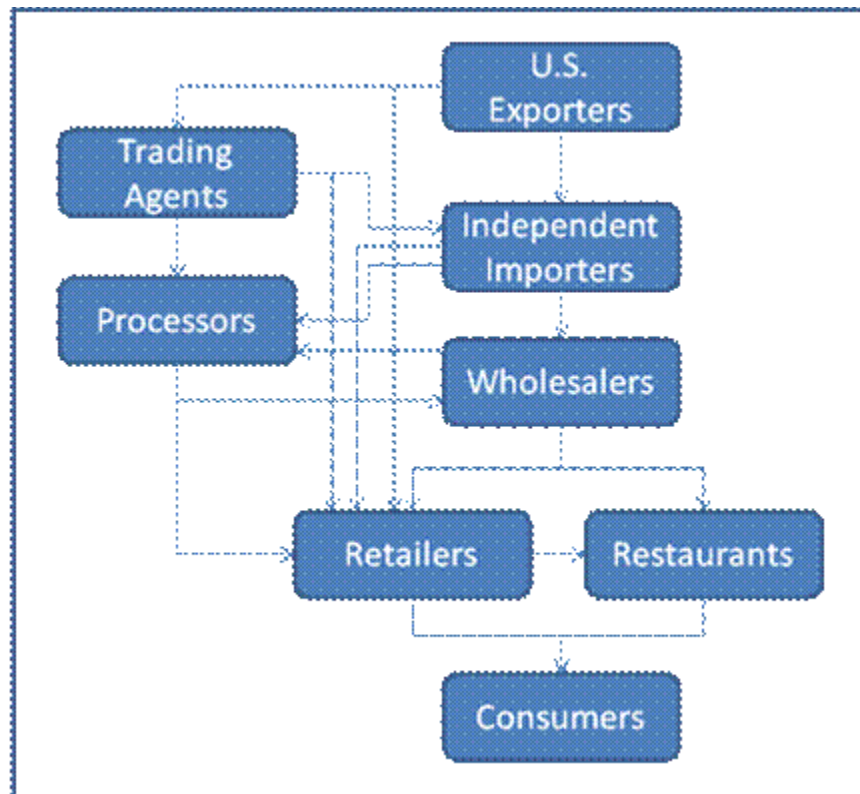 U.S.
Exporters
Trading
Agents
Independent
Importers
Processors
Wholesalers
Retailers
Restaurants
Consumers